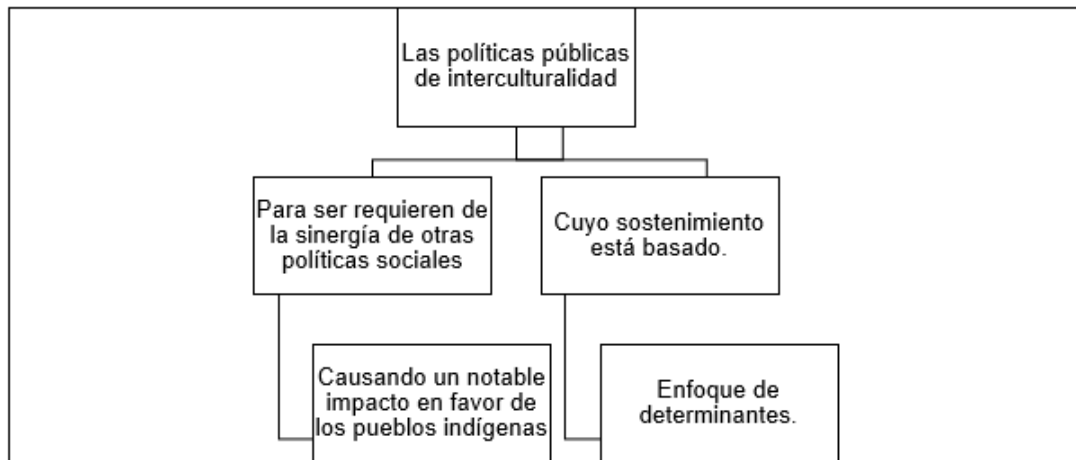 Las políticas públicas
de interculturalidad
Para ser requieren de
la sinergía de otras
políticas sociales
Cuyo sostenimiento
está basado.
Causando un notable
impacto en favor de
los pueblos indígenas
Enfoque de
determinantes.